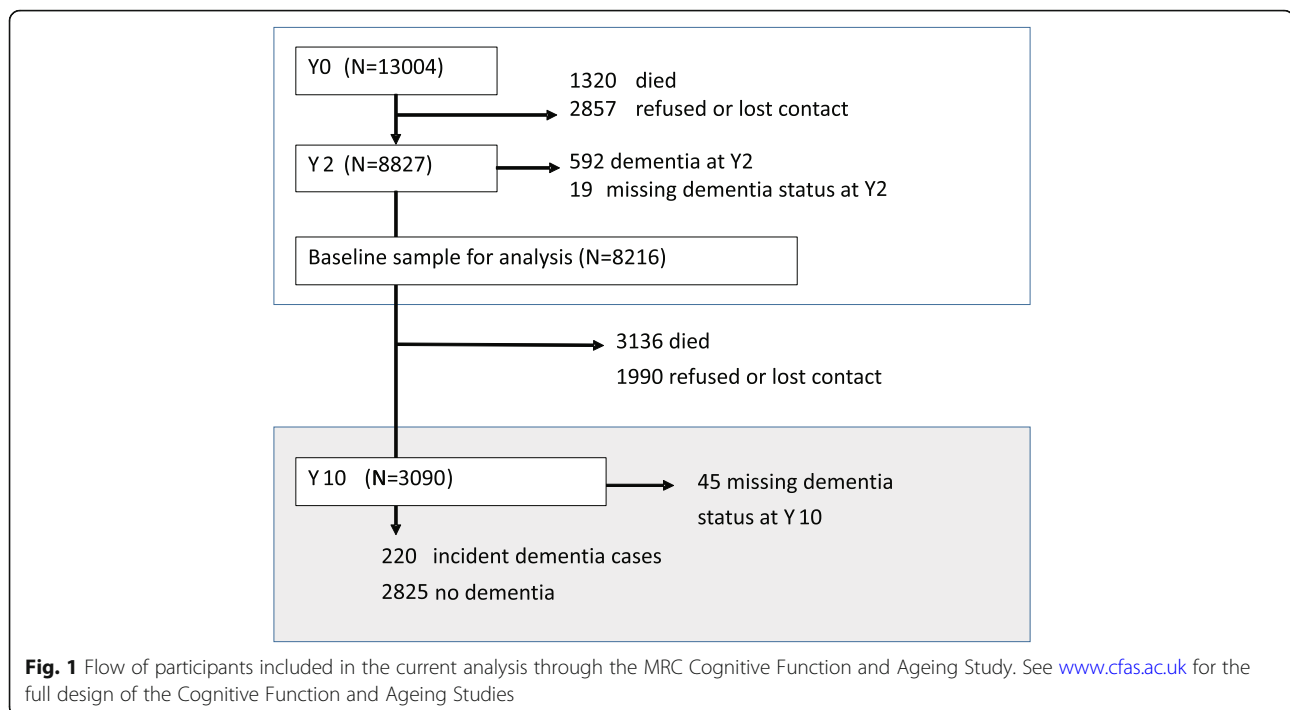 Y0 (N=13004)
1320 died
2857 refused or lost contact
Y 2 (N=8827)
592 dementia at Y2
19 missing dementia status at Y2
Baseline sample for analysis (N=8216)
3136 died
1990 refused or lost contact
Y 10 (N=3090)
45 missing dementia
status at Y 10
220 incident dementia cases
2825 no dementia
Fig. 1 Flow of participants included in the current analysis through the MRC Cognitive Function and Ageing Study. See www.cfas.ac.uk for the
full design of the Cognitive Function and Ageing Studies